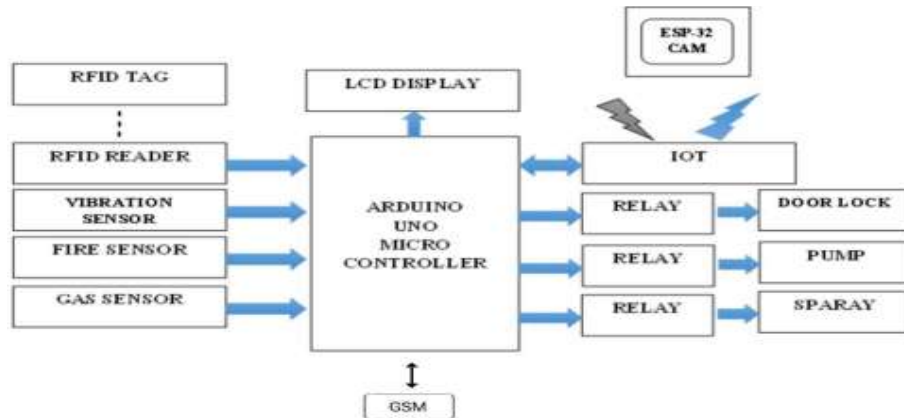 ESP-32
CAM
RFID TAG
LCD DISPLAY
RFID READER
IOT
VIBRATION
SENSOR
ARDUINO
UNO
MICRO
CONTROLLER
RELAY
DOOR LOCK
FIRE SENSOR
RELAY
PUMP
GAS SENSOR
RELAY
SPARAY
GSM